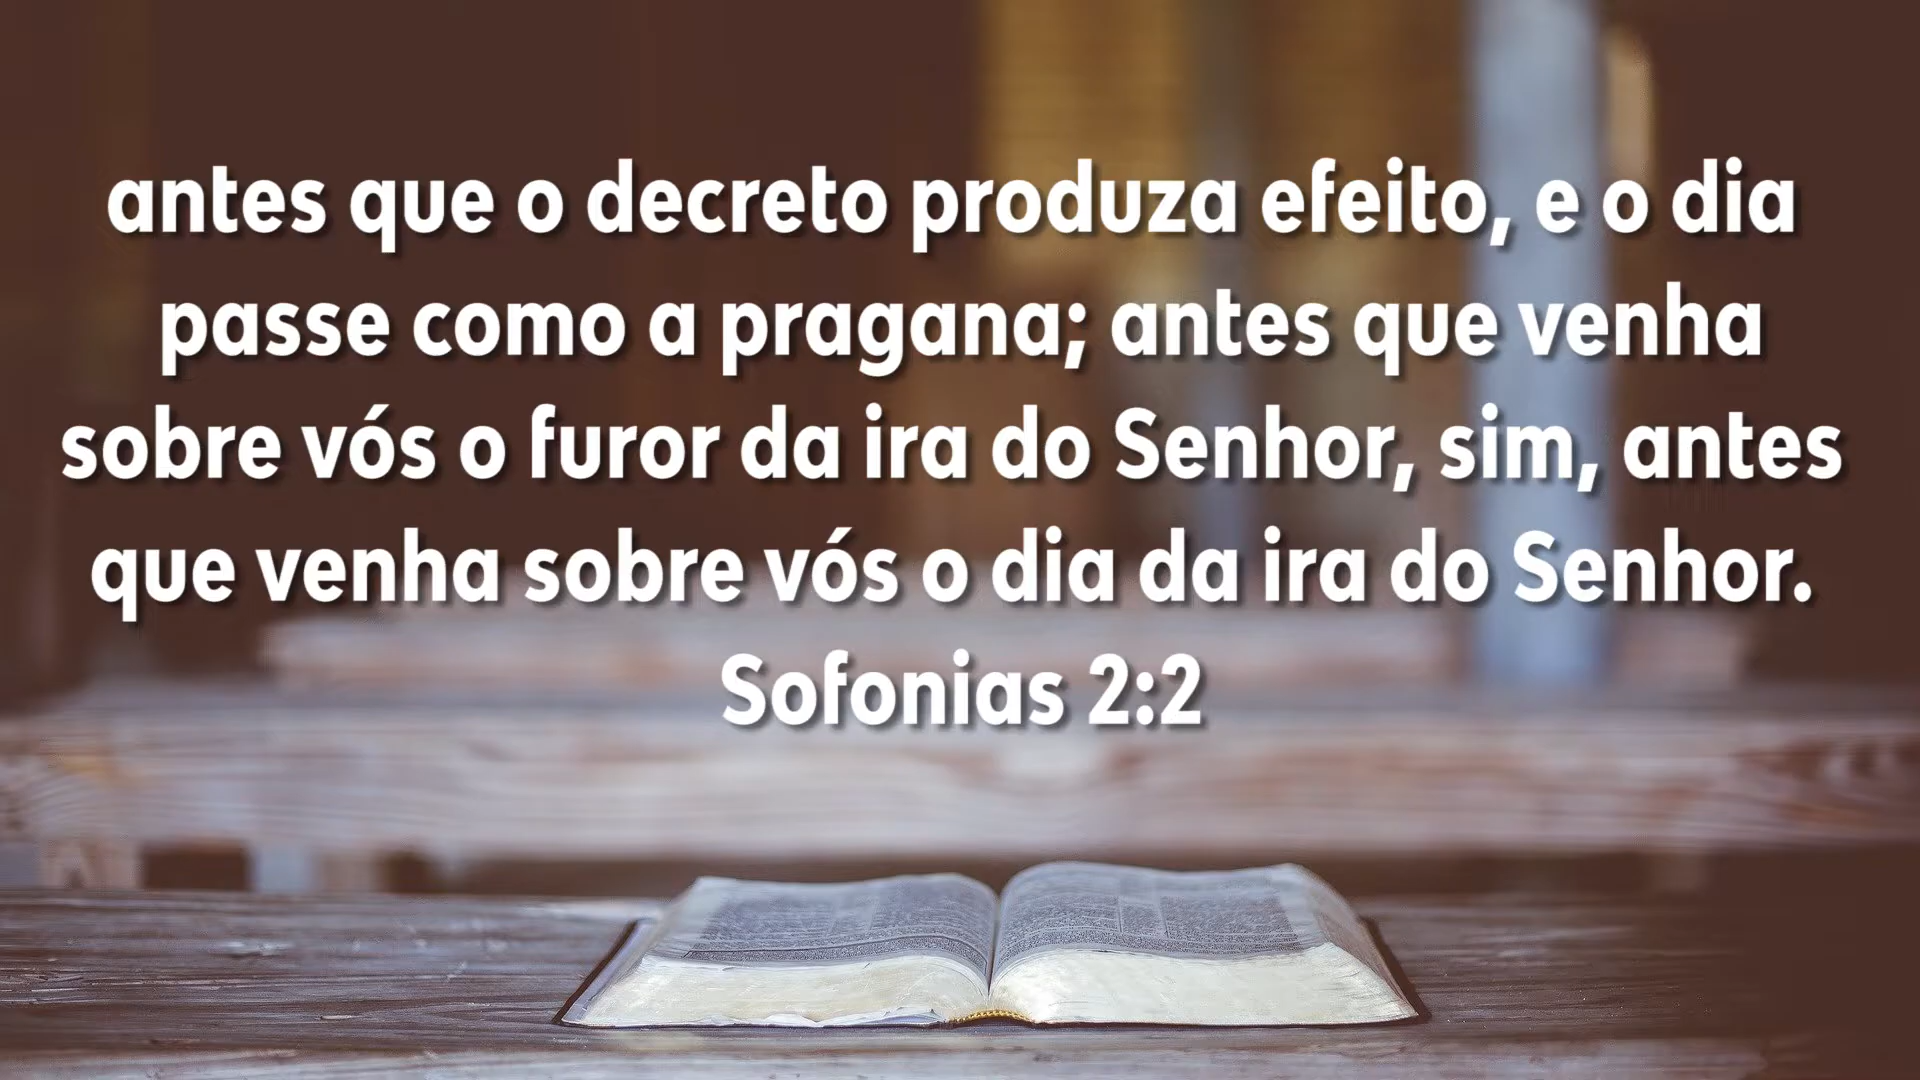 antes que o decreto produza efeito, e o dia
passe como a pragana; antes que venha
sobre vós o furor da ira do Senhor, sim, antes
que venha sobre vós o dia da ira do Senhor.
Sofonias 2:2